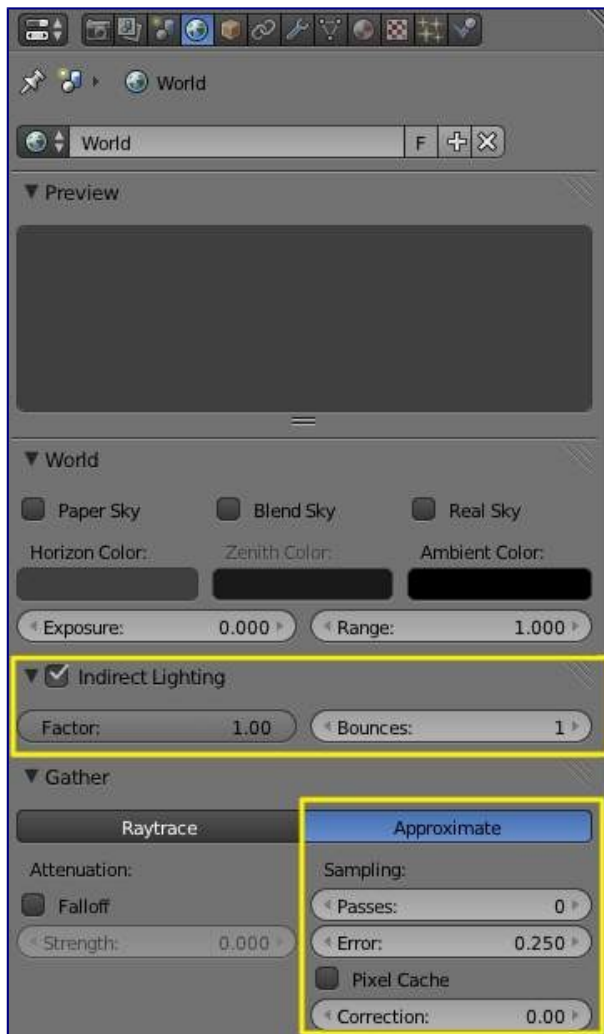 World
World F
Preview
World
Paper Sky Blend Sky Real Sky
Horizon Color: Zenith Color: Ambient Color:
Exposure: 0.000 Range: 1.000
Indirect Lighting
Factor: 1.00 Bounces: 1
Gather
Raytrace Approximate
Attenuation: Sampling:
Falloff Passes: 0
Strength: 0.000 Error: 0.250
Pixel Cache
Correction: 0.00